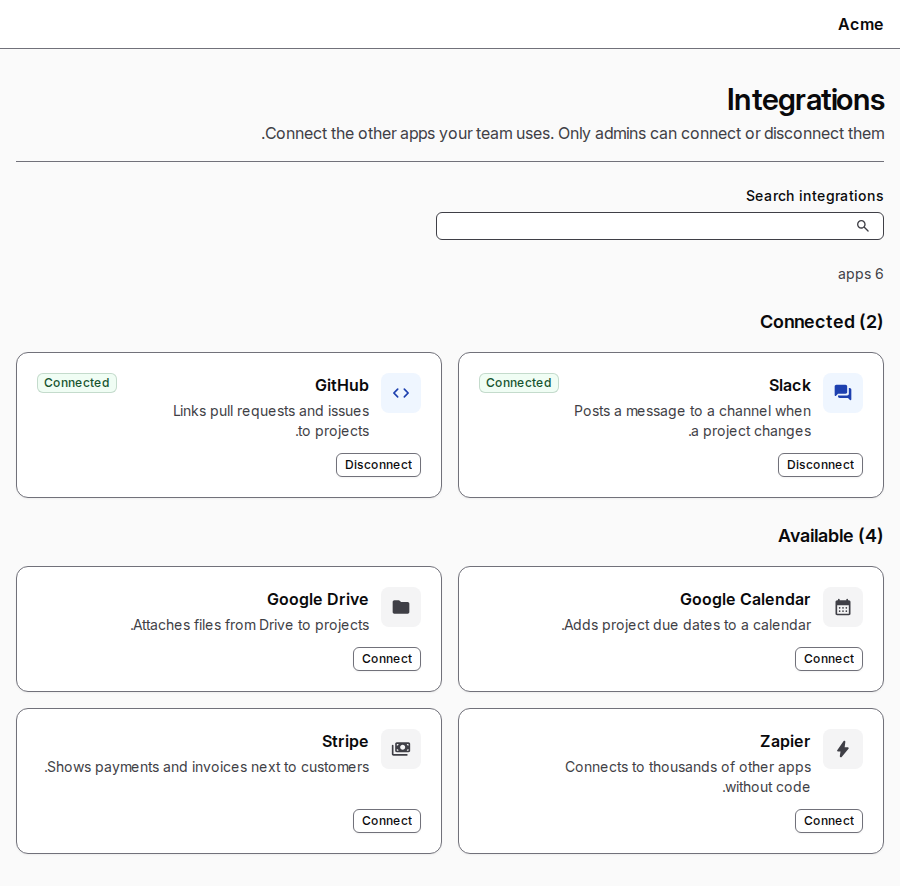 Acme
Integrations
.Connect the other apps your team uses. Only admins can connect or disconnect them
Search integrations
apps 6
Connected (2)
Slack
Connected
Posts a message to a channel when
.a project changes
Disconnect
GitHub
Connected
Links pull requests and issues
.to projects
Disconnect
Available (4)
Google Calendar
.Adds project due dates to a calendar
Connect
Google Drive
.Attaches files from Drive to projects
Connect
Zapier
Connects to thousands of other apps
.without code
Connect
Stripe
.Shows payments and invoices next to customers
Connect